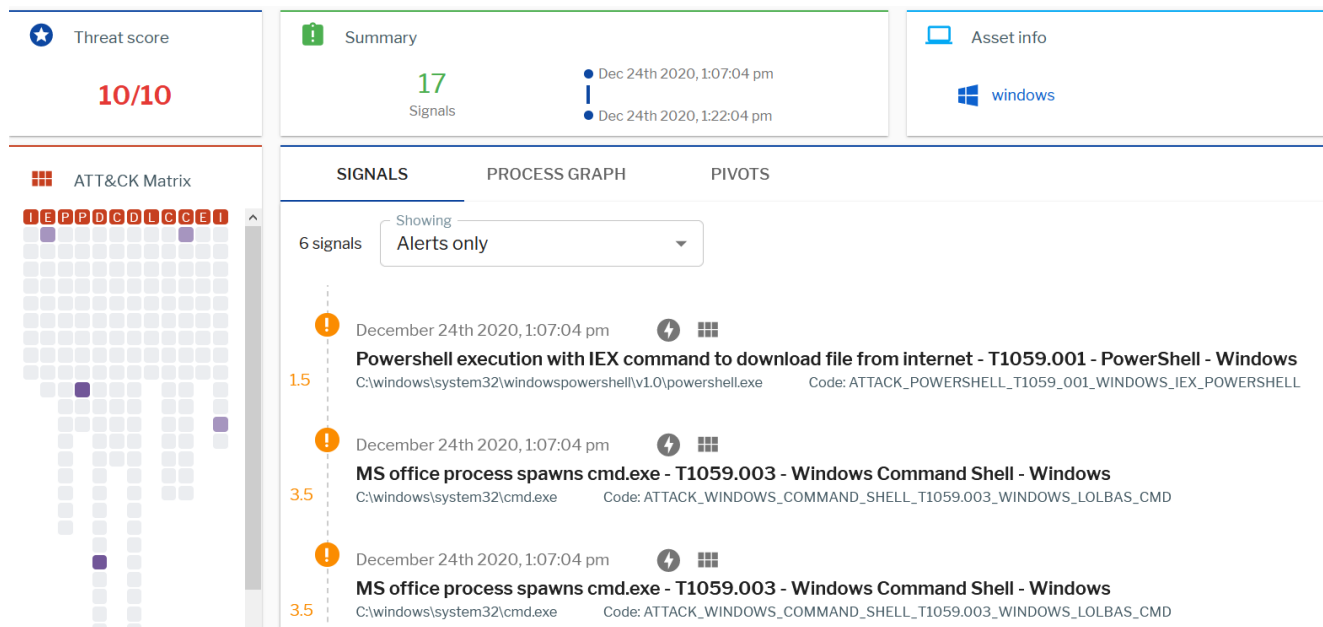 Threat score
10/10
Summary
17
Signals
Dec 24th 2020, 1:07:04 pm
Dec 24th 2020, 1:22:04 pm
Asset info
windows
ATT&CK Matrix
I E P P D C D L C C E I
SIGNALS PROCESS GRAPH PIVOTS
6 signals
Showing
Alerts only
December 24th 2020, 1:07:04 pm
Powershell execution with IEX command to download file from internet - T1059.001 - PowerShell - Windows
1.5
C:\windows\system32\windowspowershell\v1.0\powershell.exe Code: ATTACK_POWERSHELL_T1059_001_WINDOWS_IEX_POWERSHELL
December 24th 2020, 1:07:04 pm
MS office process spawns cmd.exe - T1059.003 - Windows Command Shell - Windows
3.5
C:\windows\system32\cmd.exe Code: ATTACK_WINDOWS_COMMAND_SHELL_T1059.003_WINDOWS_LOLBAS_CMD
December 24th 2020, 1:07:04 pm
MS office process spawns cmd.exe - T1059.003 - Windows Command Shell - Windows
3.5
C:\windows\system32\cmd.exe Code: ATTACK_WINDOWS_COMMAND_SHELL_T1059.003_WINDOWS_LOLBAS_CMD